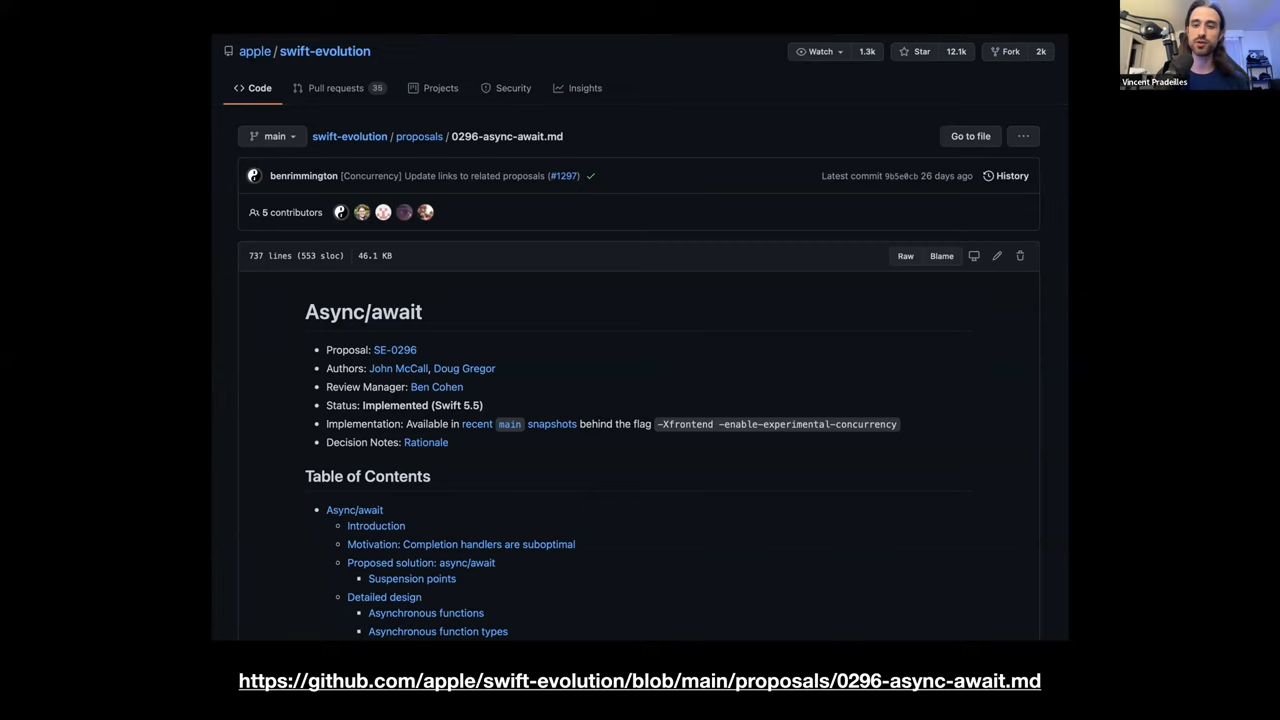 apple / swift-evolution
Watch 1.3k Star 12.1k Fork 2k
Vincent Pradeilles
Code Pull requests 35 Projects Security Insights
main swift-evolution / proposals / 0296-async-await.md Go to file ...
benrimmington [Concurrency] Update links to related proposals (#1297) Latest commit 9b5e0cb 26 days ago History
5 contributors
737 lines (553 sloc) 46.1 KB Raw Blame
Async/await
• Proposal: SE-0296
• Authors: John McCall, Doug Gregor
• Review Manager: Ben Cohen
• Status: Implemented (Swift 5.5)
• Implementation: Available in recent main snapshots behind the flag -Xfrontend -enable-experimental-concurrency
• Decision Notes: Rationale
Table of Contents
• Async/await
◦ Introduction
◦ Motivation: Completion handlers are suboptimal
◦ Proposed solution: async/await
▪ Suspension points
◦ Detailed design
▪ Asynchronous functions
▪ Asynchronous function types
https://github.com/apple/swift-evolution/blob/main/proposals/0296-async-await.md